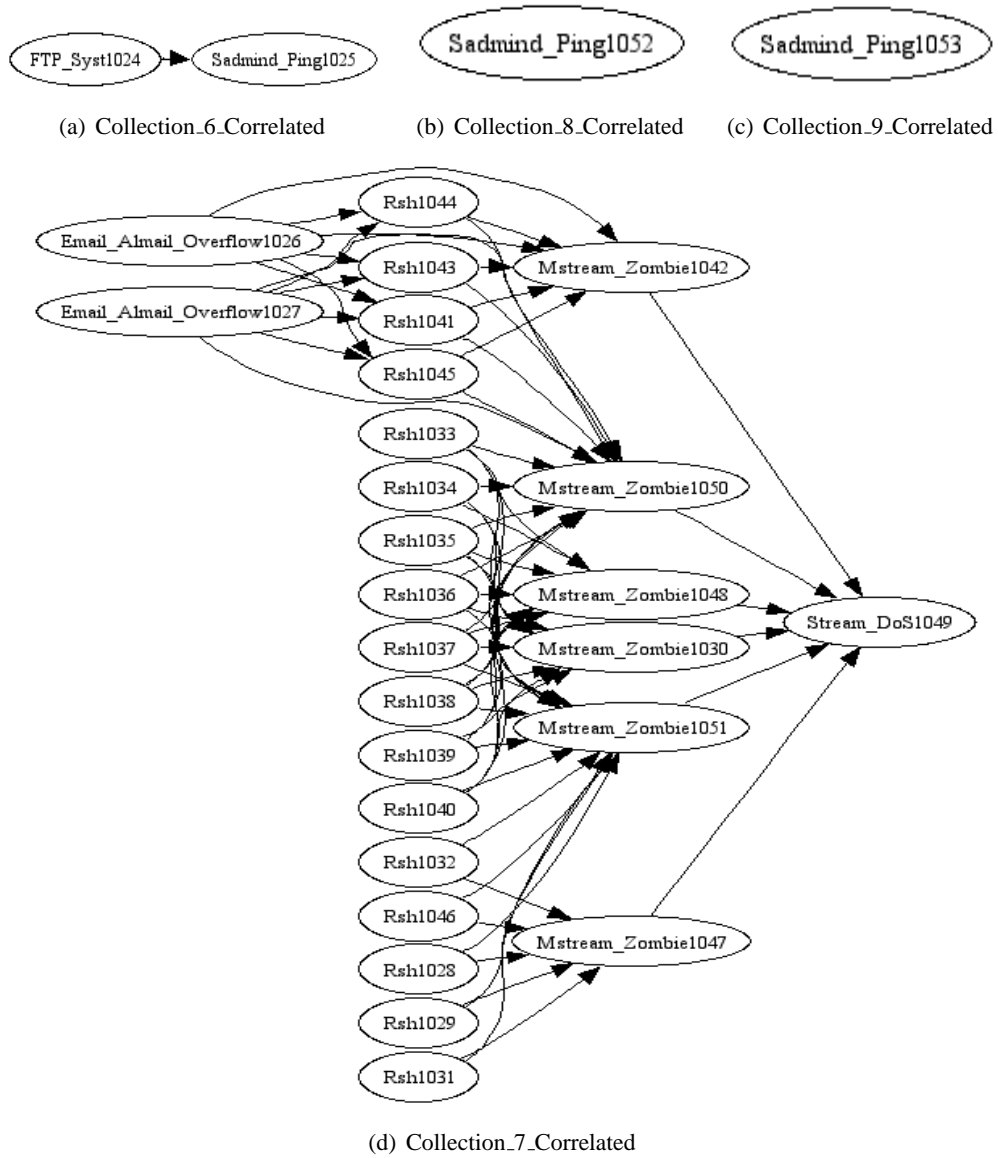 FTP_Syst1024
Sadmind_Ping1025
Sadmind_Ping1052
Sadmind_Ping1053
(a) Collection_6_Correlated
(b) Collection_8_Correlated
(c) Collection_9_Correlated
Rsh1044
Email_Almail_Overflow1026
Rsh1043
Mstream_Zombie1042
Email_Almail_Overflow1027
Rsh1041
Rsh1045
Rsh1033
Rsh1034
Mstream_Zombie1050
Rsh1035
Rsh1036
Mstream_Zombie1048
Stream_DoS1049
Rsh1037
Mstream_Zombie1030
Rsh1038
Mstream_Zombie1051
Rsh1039
Rsh1040
Rsh1032
Rsh1046
Mstream_Zombie1047
Rsh1028
Rsh1029
Rsh1031
(d) Collection_7_Correlated